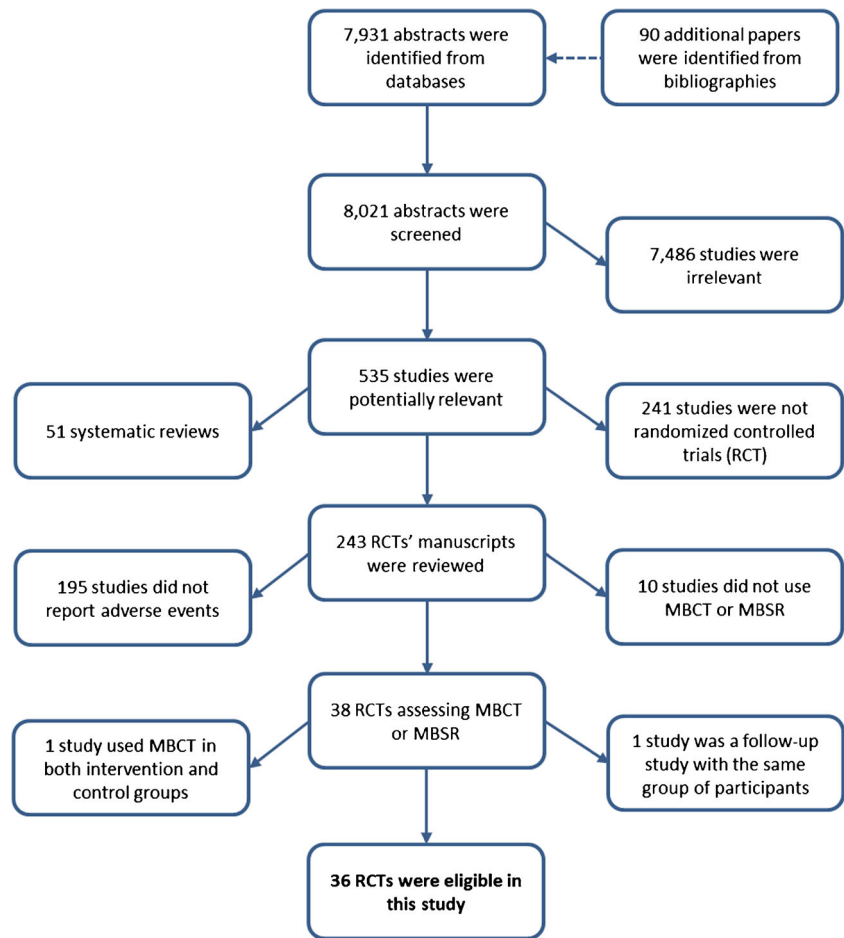 7,931 abstracts were
identified from
databases
90 additional papers
were identified from
bibliographies
8,021 abstracts were
screened
7,486 studies were
irrelevant
535 studies were
potentially relevant
51 systematic reviews
241 studies were not
randomized controlled
trials (RCT)
243 RCTs’ manuscripts
were reviewed
195 studies did not
report adverse events
10 studies did not use
MBCT or MBSR
38 RCTs assessing MBCT
or MBSR
1 study used MBCT in
both intervention and
control groups
1 study was a follow-up
study with the same
group of participants
36 RCTs were eligible in
this study